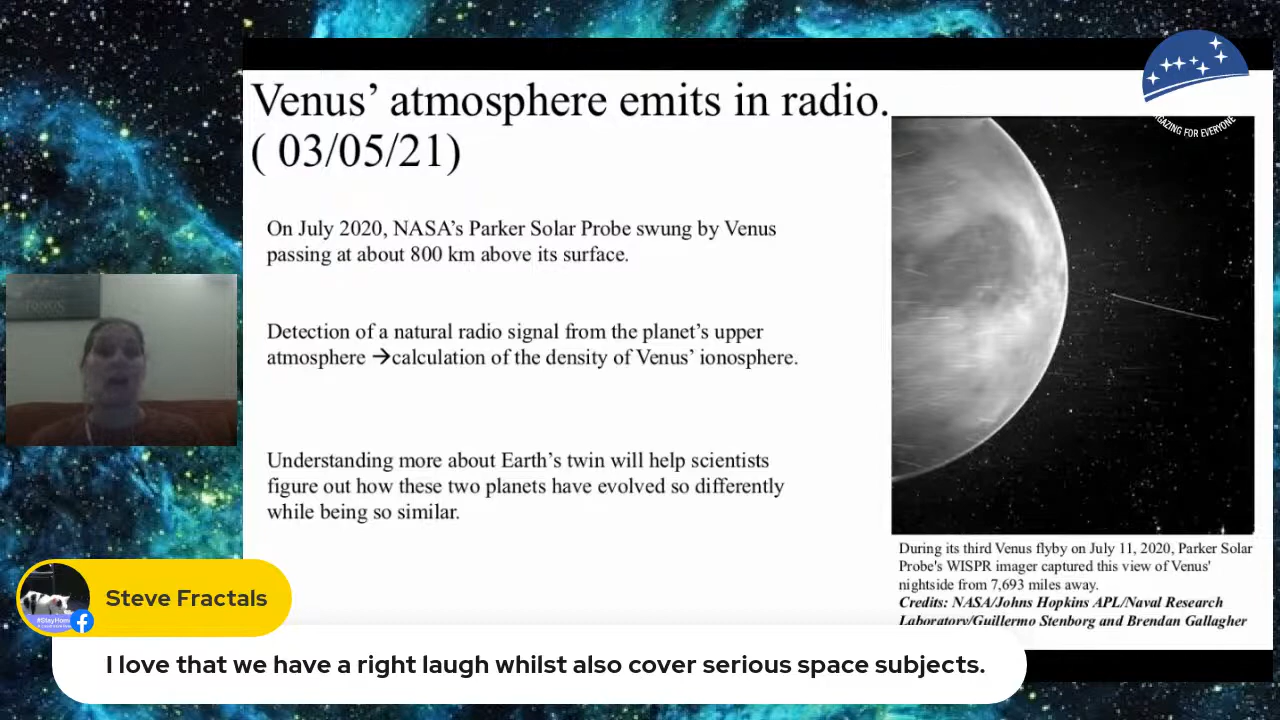 Venus’ atmosphere emits in radio.
( 03/05/21)
On July 2020, NASA’s Parker Solar Probe swung by Venus
passing at about 800 km above its surface.
Detection of a natural radio signal from the planet’s upper
atmosphere →calculation of the density of Venus’ ionosphere.
Understanding more about Earth’s twin will help scientists
figure out how these two planets have evolved so differently
while being so similar.
GAZING FOR EVERYONE
During its third Venus flyby on July 11, 2020, Parker Solar
Probe's WISPR imager captured this view of Venus'
nightside from 7,693 miles away.
Credits: NASA/Johns Hopkins APL/Naval Research
Laboratory/Guillermo Stenborg and Brendan Gallagher
Steve Fractals
#StayHom
I love that we have a right laugh whilst also cover serious space subjects.